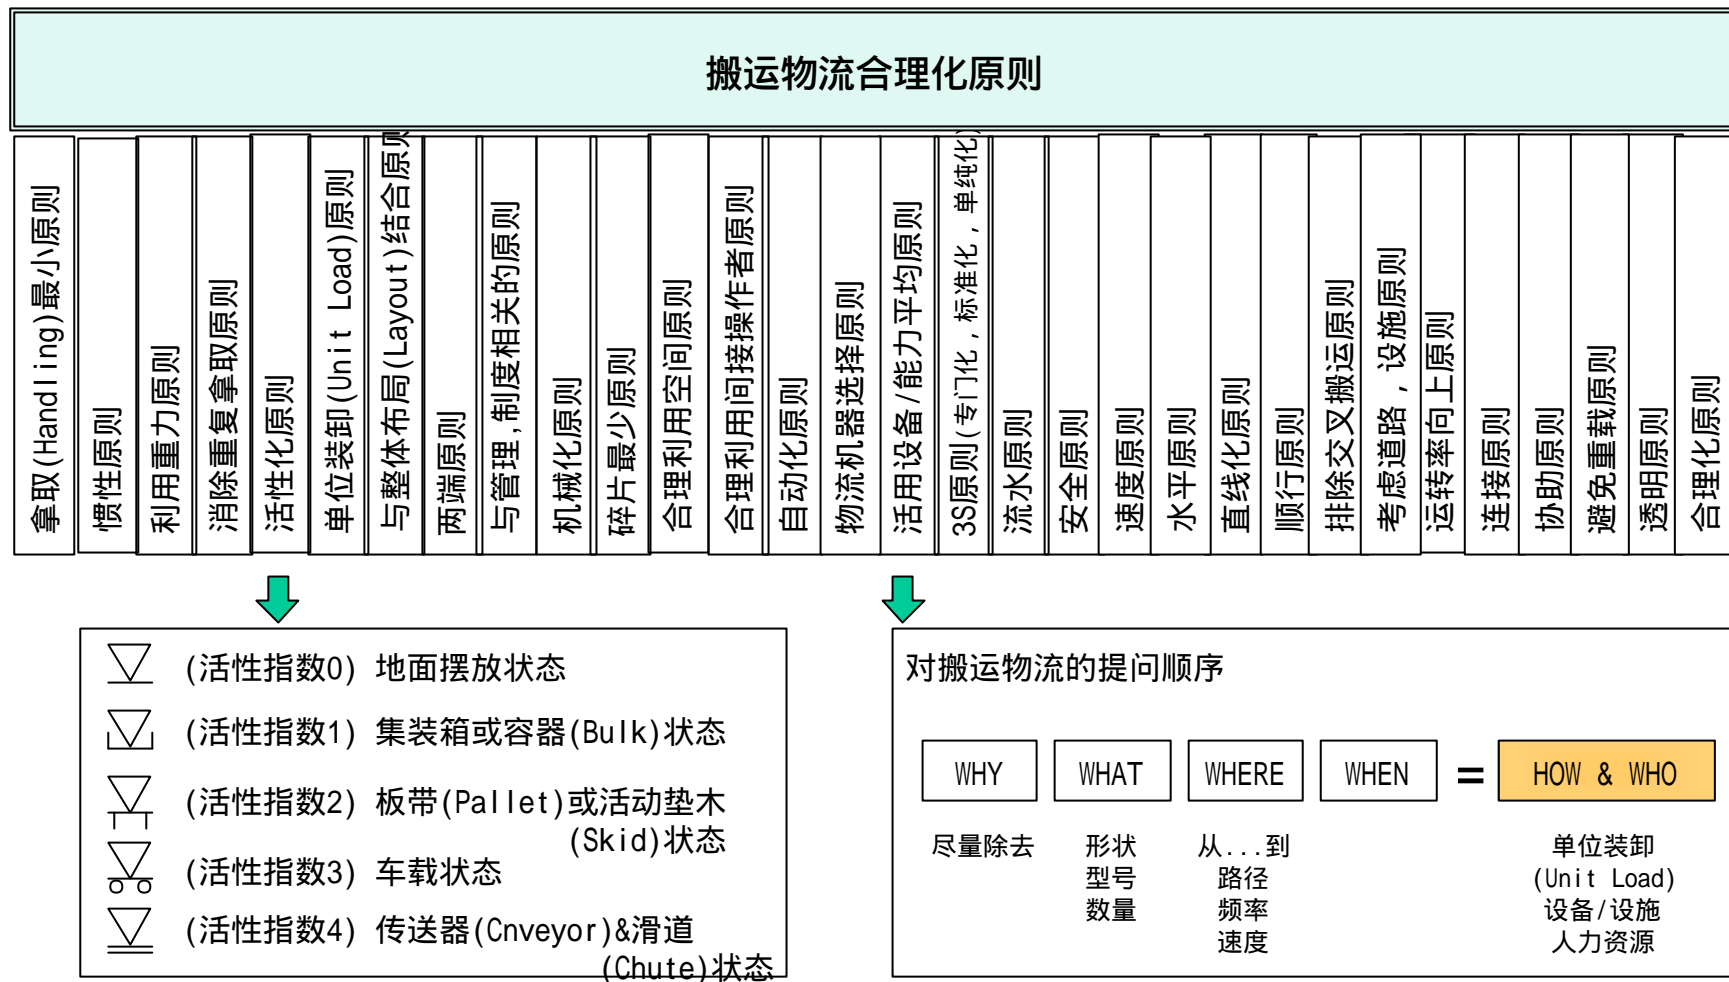 搬运物流合理化原则
拿取(Handling)最小原则
惯性原则
利用重力原则
消除重复拿取原则
活性化原则
单位装卸(Unit Load)原则
与整体布局(Layout)结合原则
两端原则
与管理,制度相关的原则
机械化原则
碎片最少原则
合理利用空间原则
合理利用间接操作者原则
自动化原则
物流机器选择原则
活用设备/能力平均原则
3S原则(专门化，标准化，单纯化)
流水原则
安全原则
速度原则
水平原则
直线化原则
顺行原则
排除交叉搬运原则
考虑道路，设施原则
运转率向上原则
连接原则
协助原则
避免重载原则
透明原则
合理化原则
(活性指数0) 地面摆放状态
(活性指数1) 集装箱或容器(Bulk)状态
(活性指数2) 板带(Pallet)或活动垫木
(Skid)状态
(活性指数3) 车载状态
(活性指数4) 传送器(Cnveyor)&滑道
(Chute)状态
对搬运物流的提问顺序
WHY WHAT WHERE WHEN = HOW & WHO
尽量除去 形状 从...到 单位装卸
型号 路径 (Unit Load)
数量 频率 设备/设施
速度 人力资源